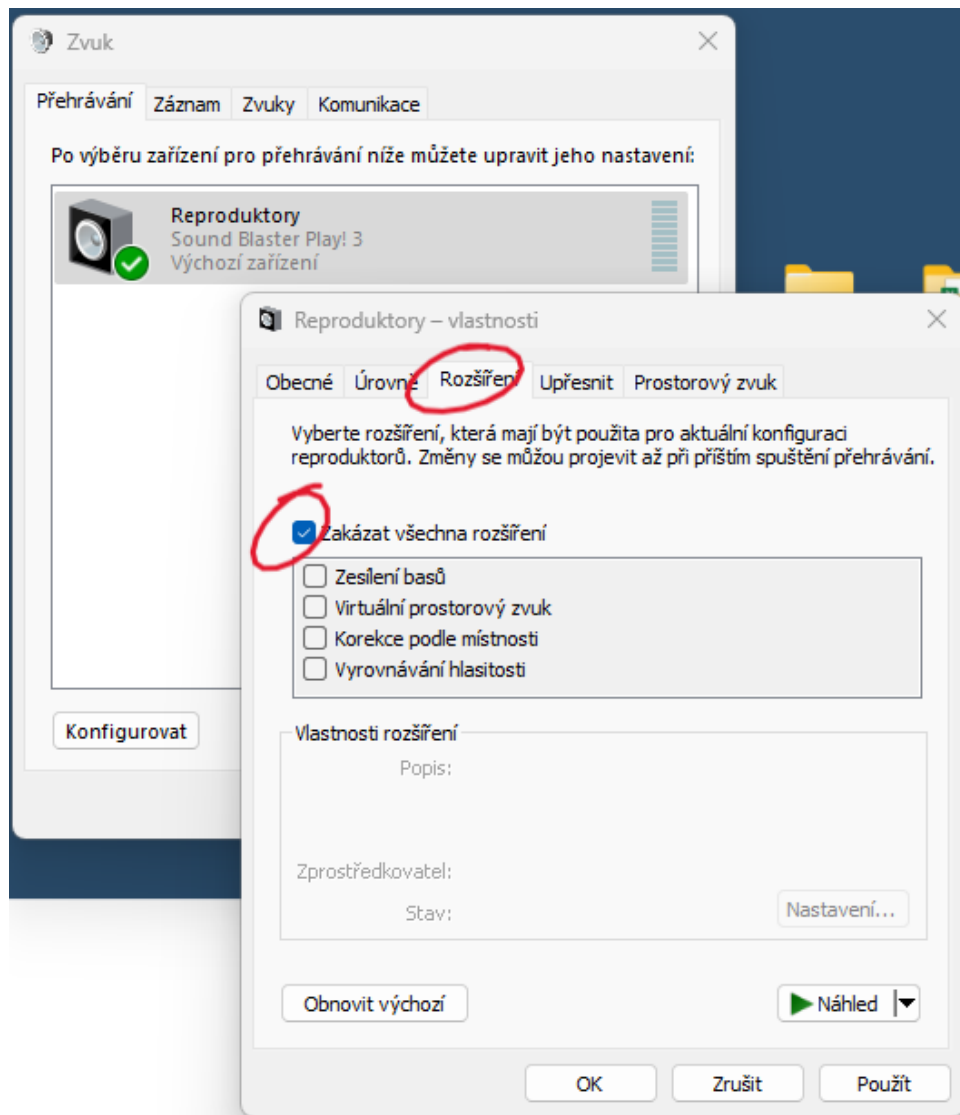 Zvuk
Přehrávání Záznam Zvuky Komunikace
Po výběru zařízení pro přehrávání níže můžete upravit jeho nastavení:
Reproduktory
Sound Blaster Play! 3
Výchozí zařízení
Konfigurovat
Reproduktory – vlastnosti
Obecné Úrovně Rozšíření Upřesnit Prostorový zvuk
Vyberte rozšíření, která mají být použita pro aktuální konfiguraci
reproduktorů. Změny se můžou projevit až při příštím spuštění přehrávání.
Zakázat všechna rozšíření
Zesílení basů
Virtuální prostorový zvuk
Korekce podle místnosti
Vyrovnávání hlasitosti
Vlastnosti rozšíření
Popis:
Zprostředkovatel:
Stav:
Nastavení...
Obnovit výchozí
Náhled
OK Zrušit Použít